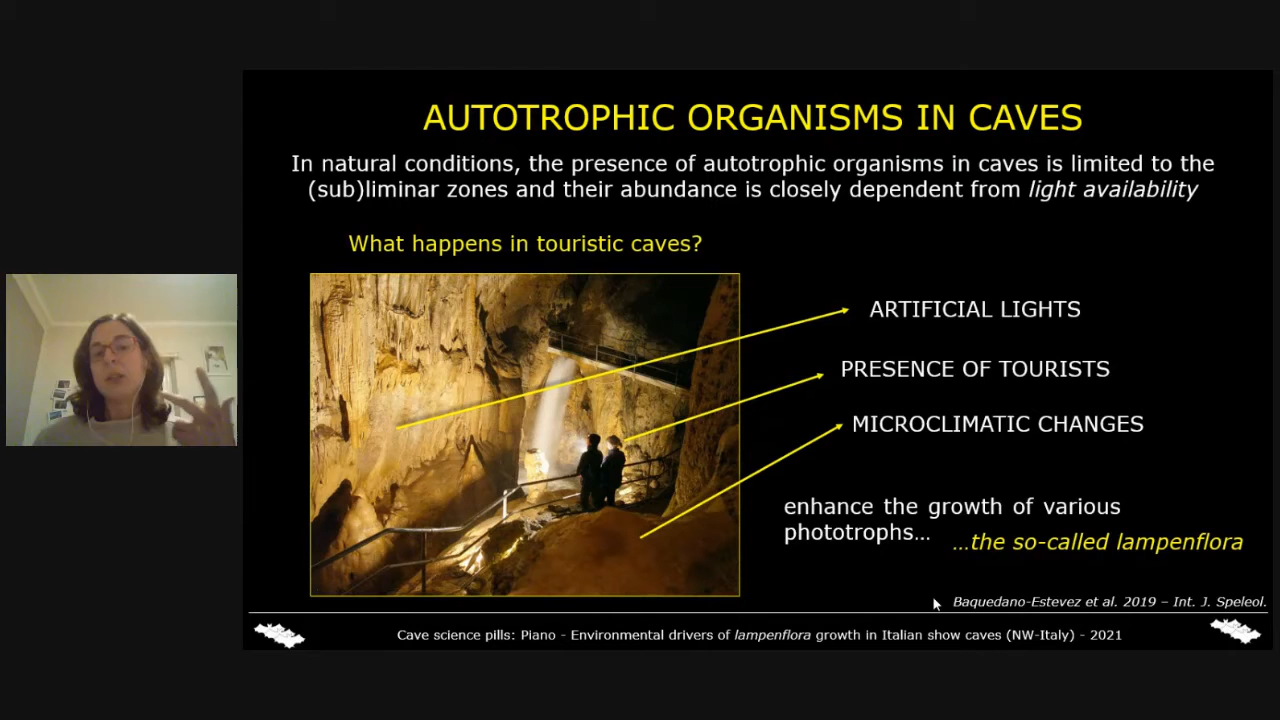 AUTOTROPHIC ORGANISMS IN CAVES
In natural conditions, the presence of autotrophic organisms in caves is limited to the
(sub)liminar zones and their abundance is closely dependent from light availability
What happens in touristic caves?
ARTIFICIAL LIGHTS
PRESENCE OF TOURISTS
MICROCLIMATIC CHANGES
enhance the growth of various
phototrophs...
...the so-called lampenflora
Baquedano-Estevez et al. 2019 – Int. J. Speleol.
Cave science pills: Piano - Environmental drivers of lampenflora growth in Italian show caves (NW-Italy) - 2021